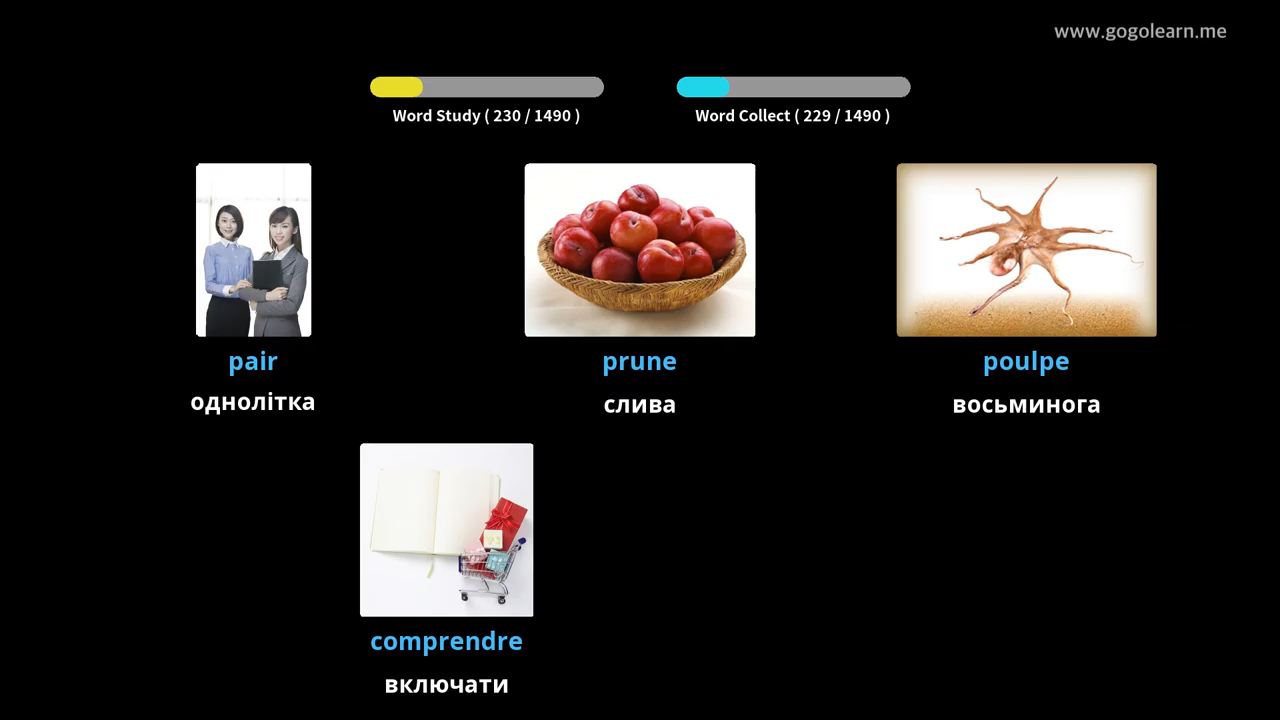 www.gogolearn.me
Word Study ( 230 / 1490 )
Word Collect ( 229 / 1490 )
pair
однолітка
prune
слива
poulpe
восьминога
comprendre
включати